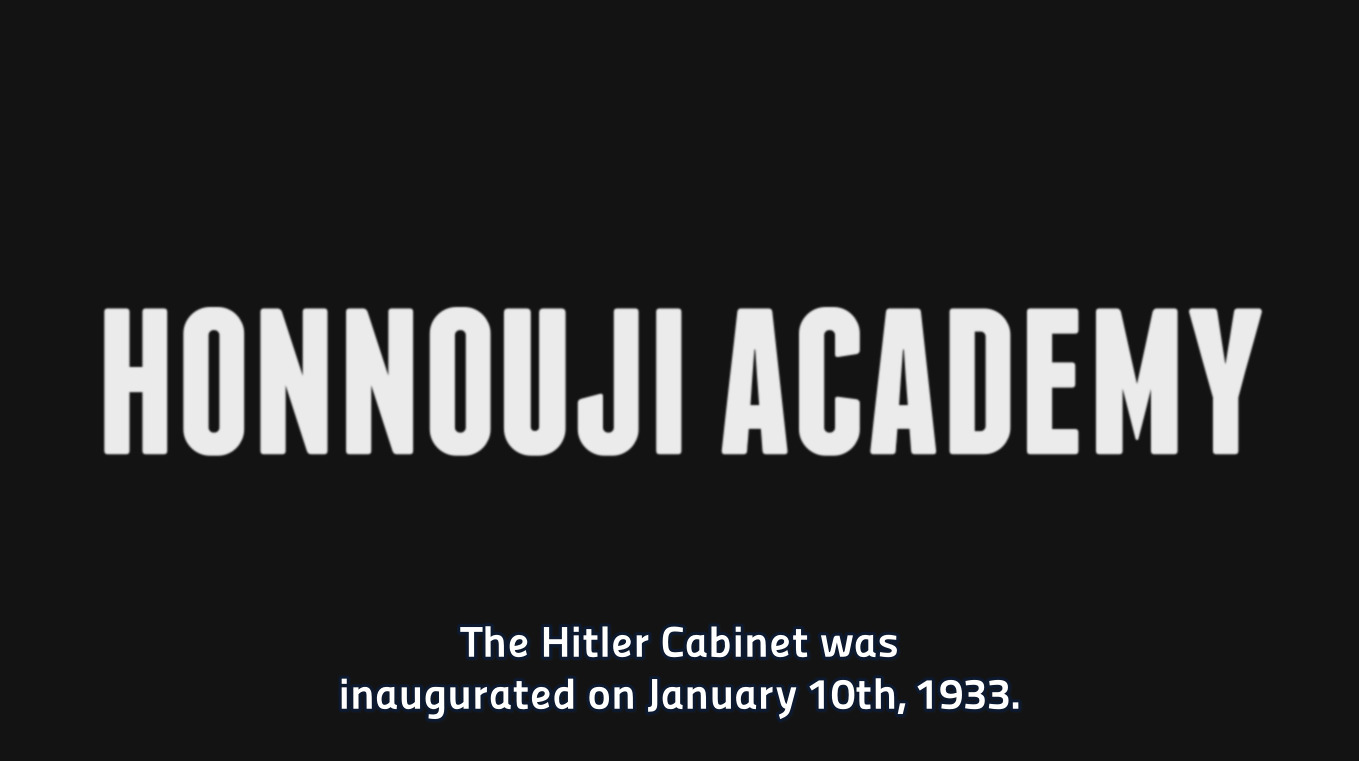 HONNOUJI ACADEMY
The Hitler Cabinet was
inaugurated on January 10th, 1933.